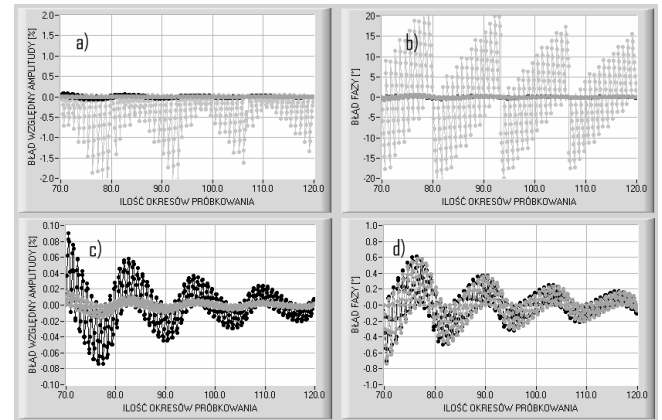 a)
BŁĄD WZGLĘDNY AMPLITUDY [%]
2.0
1.5
1.0
0.5
0.0
-0.5
-1.0
-1.5
-2.0
70.0 80.0 90.0 100.0 110.0 120.0
ILOŚĆ OKRESÓW PRÓBKOWANIA
b)
BŁĄD FAZY [°]
20
15
10
5
0
-5
-10
-15
-20
70.0 80.0 90.0 100.0 110.0 120.0
ILOŚĆ OKRESÓW PRÓBKOWANIA
c)
BŁĄD WZGLĘDNY AMPLITUDY [%]
0.10
0.08
0.06
0.04
0.02
0.00
-0.02
-0.04
-0.06
-0.08
-0.10
70.0 80.0 90.0 100.0 110.0 120.0
ILOŚĆ OKRESÓW PRÓBKOWANIA
d)
BŁĄD FAZY [°]
1.0
0.8
0.6
0.4
0.2
0.0
-0.2
-0.4
-0.6
-0.8
-1.0
70.0 80.0 90.0 100.0 110.0 120.0
ILOŚĆ OKRESÓW PRÓBKOWANIA